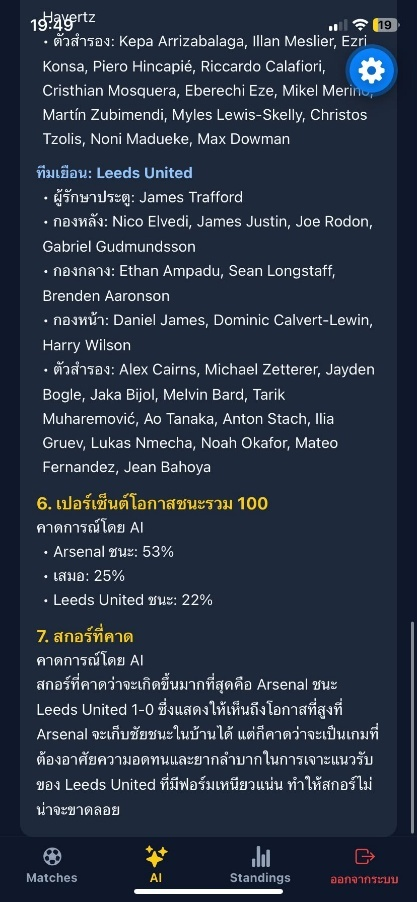 Havertz
19:49
19
• ตัวสำรอง: Kepa Arrizabalaga, Illan Meslier, Ezri
Konsa, Piero Hincapié, Riccardo Calafiori,
Cristhian Mosquera, Eberechi Eze, Mikel Merino,
Martín Zubimendi, Myles Lewis-Skelly, Christos
Tzolis, Noni Madueke, Max Dowman
ทีมเยือน: Leeds United
• ผู้รักษาประตู: James Trafford
• กองหลัง: Nico Elvedi, James Justin, Joe Rodon,
Gabriel Gudmundsson
• กองกลาง: Ethan Ampadu, Sean Longstaff,
Brenden Aaronson
• กองหน้า: Daniel James, Dominic Calvert-Lewin,
Harry Wilson
• ตัวสำรอง: Alex Cairns, Michael Zetterer, Jayden
Bogle, Jaka Bijol, Melvin Bard, Tarik
Muharemović, Ao Tanaka, Anton Stach, Ilia
Gruev, Lukas Nmecha, Noah Okafor, Mateo
Fernandez, Jean Bahoya
6. เปอร์เซ็นต์โอกาสชนะรวม 100
คาดการณ์โดย AI
• Arsenal ชนะ: 53%
• เสมอ: 25%
• Leeds United ชนะ: 22%
7. สกอร์ที่คาด
คาดการณ์โดย AI
สกอร์ที่คาดว่าจะเกิดขึ้นมากที่สุดคือ Arsenal ชนะ
Leeds United 1-0 ซึ่งแสดงให้เห็นถึงโอกาสที่สูงที่
Arsenal จะเก็บชัยชนะในบ้านได้ แต่ก็คาดว่าจะเป็นเกมที่
ต้องอาศัยความอดทนและยากลำบากในการเจาะแนวรับ
ของ Leeds United ที่มีฟอร์มเหนียวแน่น ทำให้สกอร์ไม่
น่าจะขาดลอย
Matches
AI
Standings
ออกจากระบบ